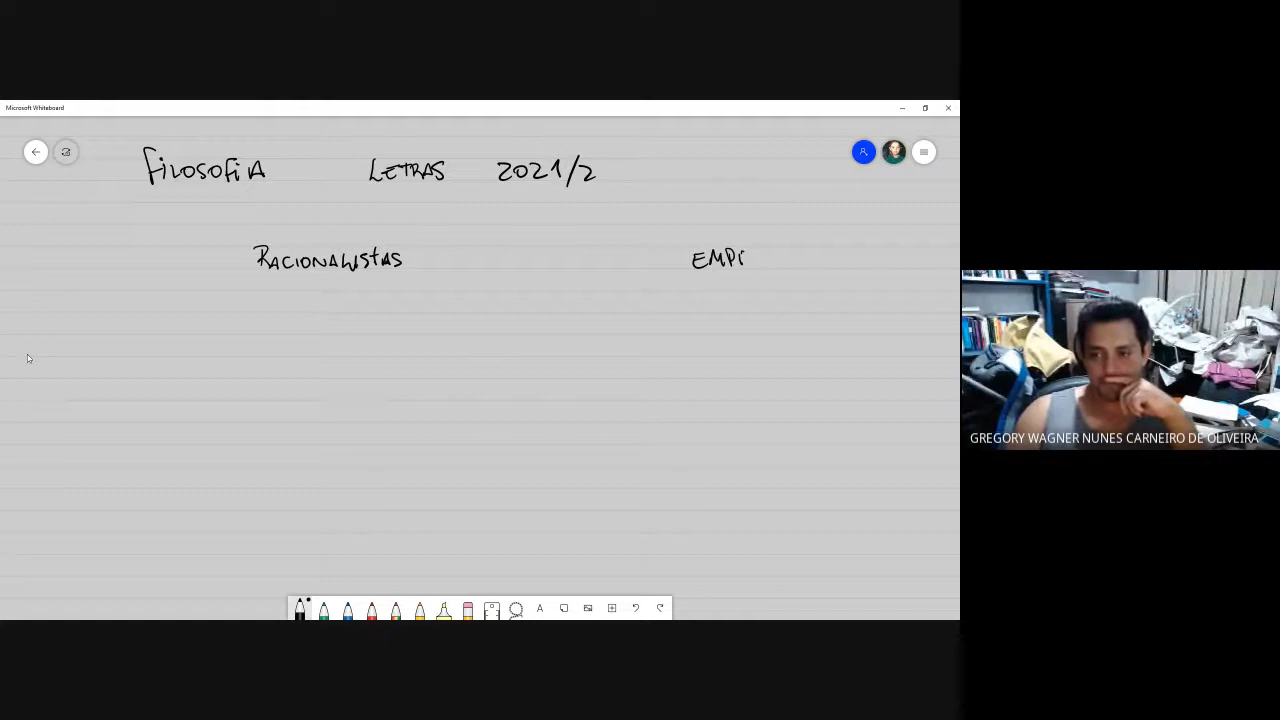 Microsoft Whiteboard
FiLOSOFiA LETRAS 2021/2
RACIONALISTAS EMPi
GREGORY WAGNER NUNES CARNEIRO DE OLIVEIRA